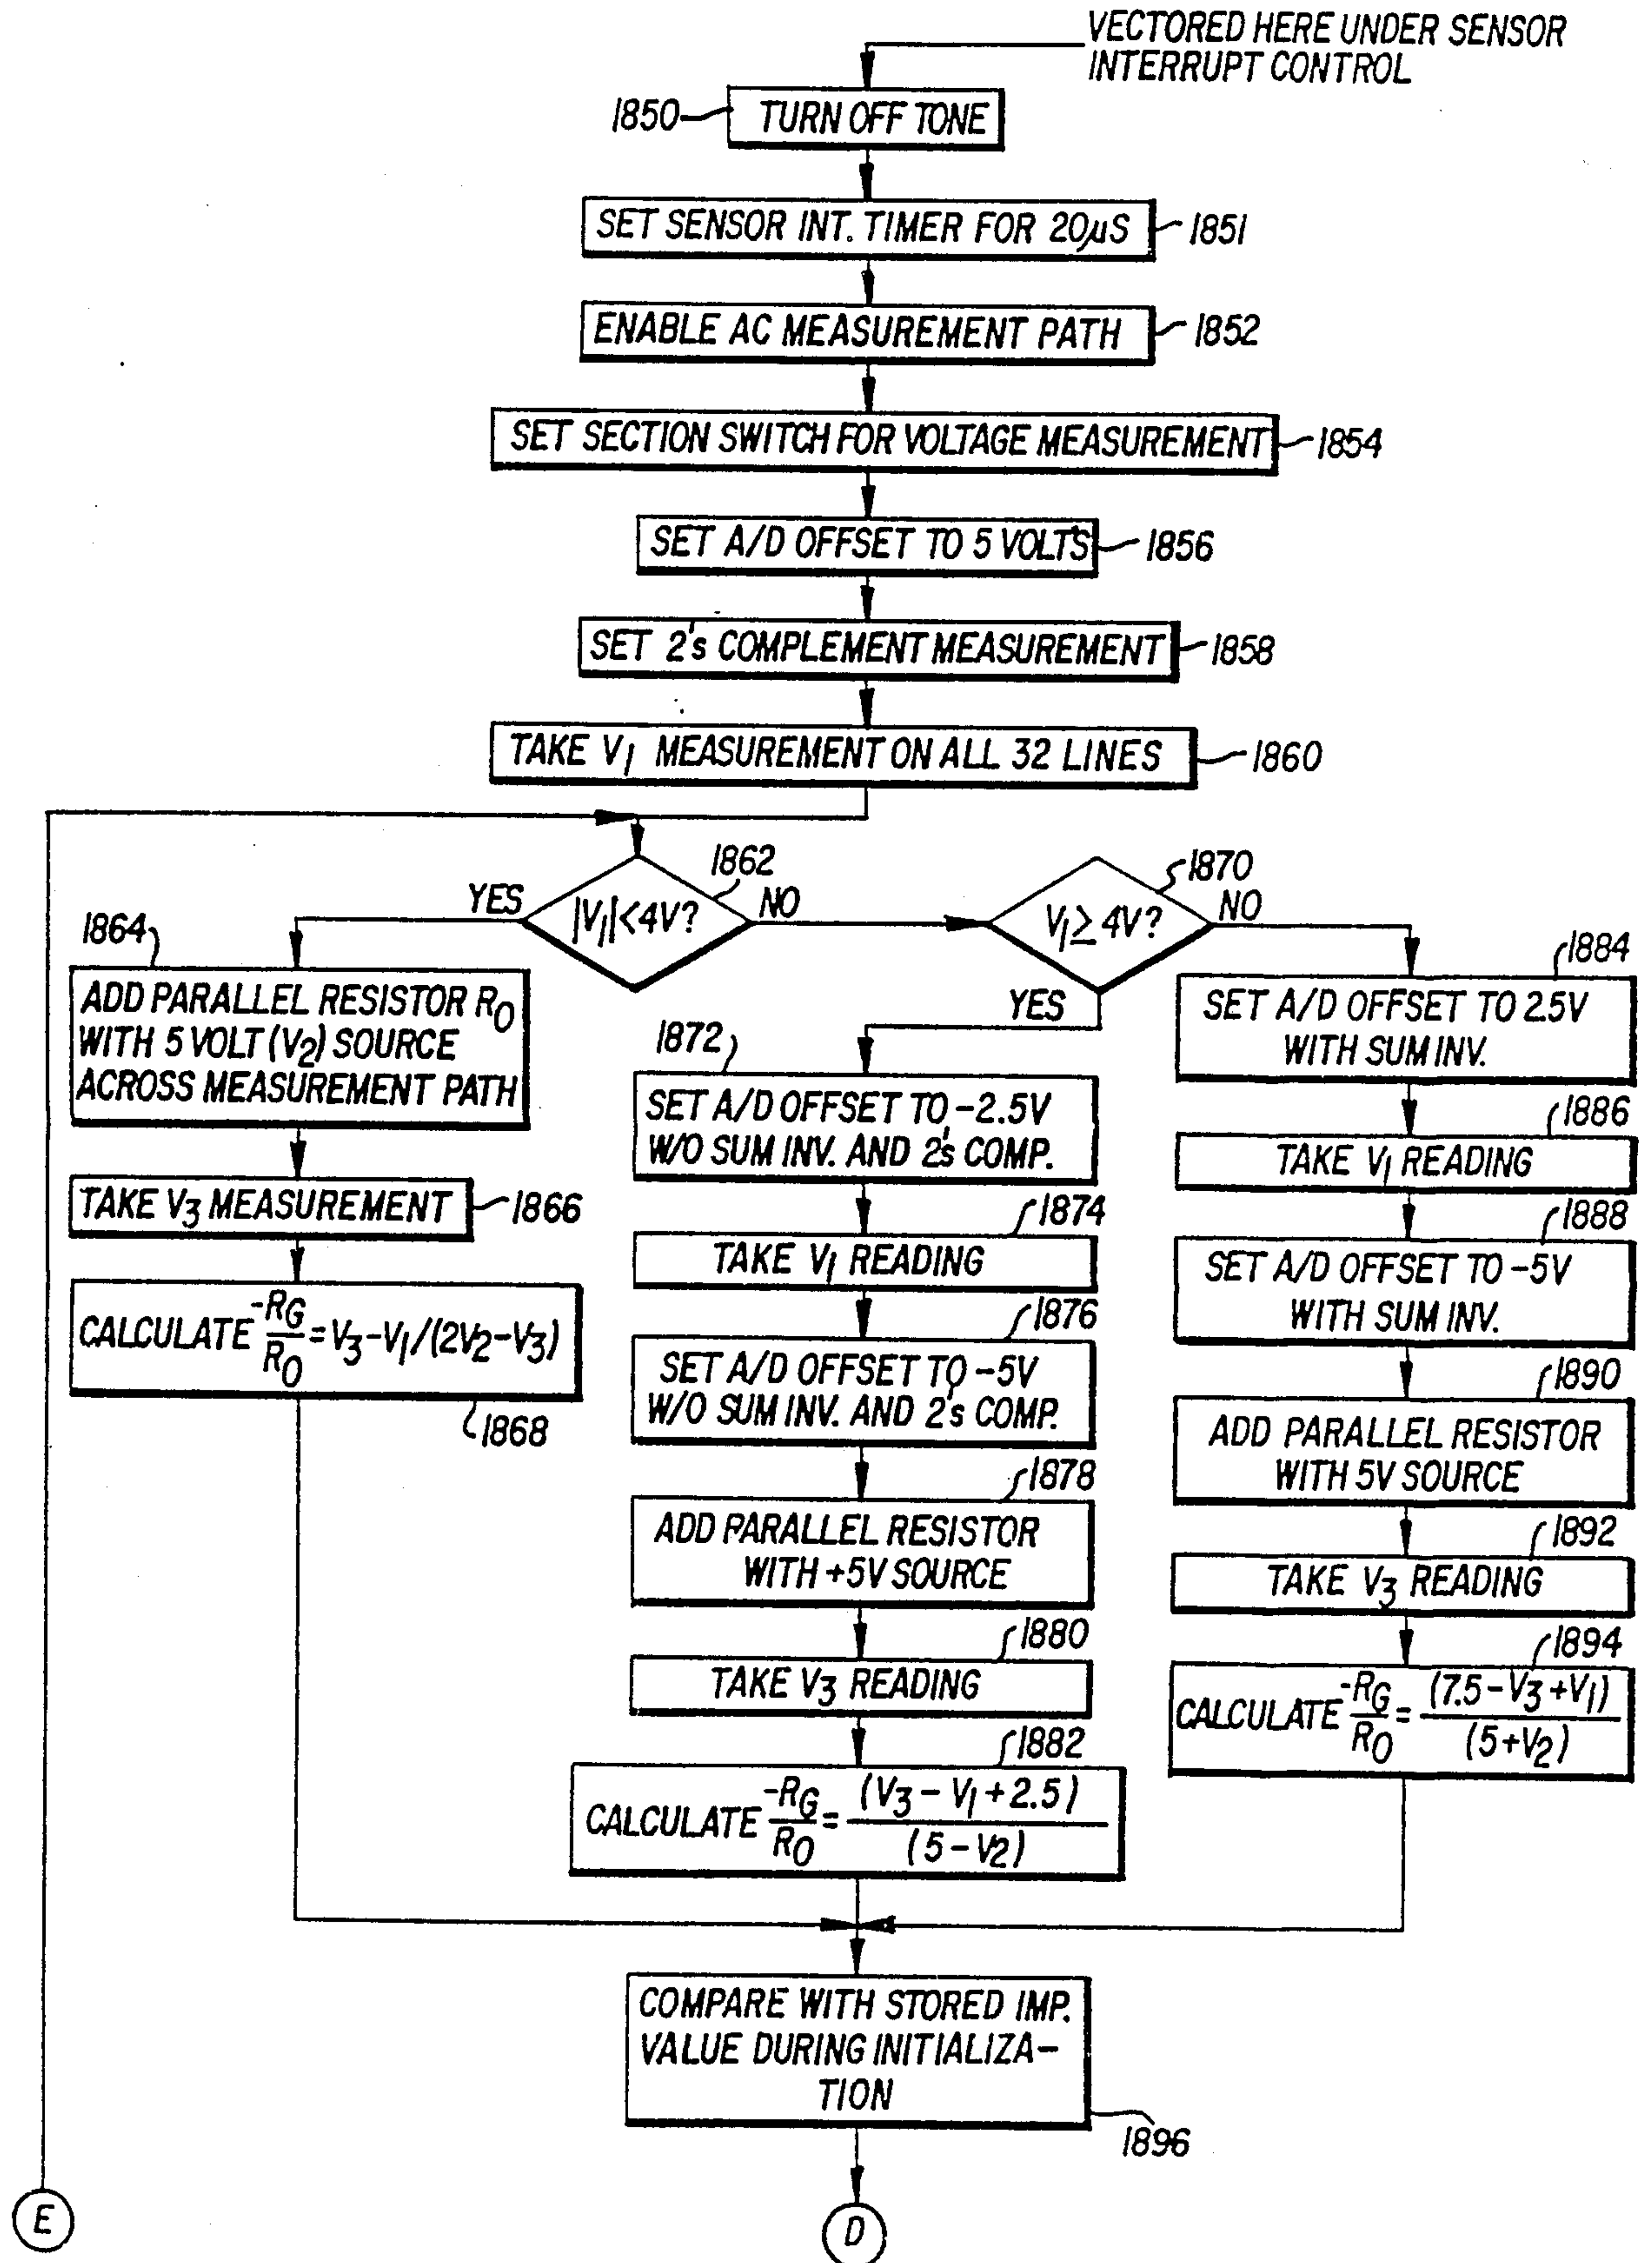 VECTORED HERE UNDER SENSOR
INTERRUPT CONTROL
1850
TURN OFF TONE
SET SENSOR INT. TIMER FOR 20µS
1851
ENABLE AC MEASUREMENT PATH
1852
SET SECTION SWITCH FOR VOLTAGE MEASUREMENT
1854
SET A/D OFFSET TO 5 VOLTS
1856
SET 2's COMPLEMENT MEASUREMENT
1858
TAKE V1 MEASUREMENT ON ALL 32 LINES
1860
1862
YES
|V1|<4V?
NO
1870
V1≥4V?
NO
YES
1864
ADD PARALLEL RESISTOR RO
WITH 5 VOLT (V2) SOURCE
ACROSS MEASUREMENT PATH
TAKE V3 MEASUREMENT
1866
CALCULATE -RG/RO = V3-V1/(2V2-V3)
1868
1872
SET A/D OFFSET TO -2.5V
W/O SUM INV. AND 2's COMP.
1874
TAKE V1 READING
1876
SET A/D OFFSET TO -5V
W/O SUM INV. AND 2's COMP.
1878
ADD PARALLEL RESISTOR
WITH +5V SOURCE
1880
TAKE V3 READING
1882
CALCULATE -RG/RO = (V3 - V1 + 2.5)/(5 - V2)
1884
SET A/D OFFSET TO 2.5V
WITH SUM INV.
1886
TAKE V1 READING
1888
SET A/D OFFSET TO -5V
WITH SUM INV.
1890
ADD PARALLEL RESISTOR
WITH 5V SOURCE
1892
TAKE V3 READING
1894
CALCULATE -RG/RO = (7.5-V3+V1)/(5+V2)
COMPARE WITH STORED IMP.
VALUE DURING INITIALIZA-
TION
1896
E
D